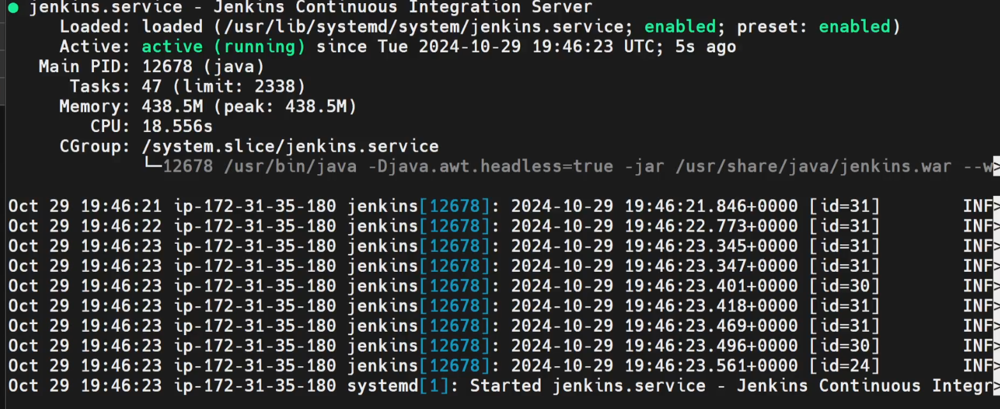 ● jenkins.service - Jenkins Continuous Integration Server
Loaded: loaded (/usr/lib/systemd/system/jenkins.service; enabled; preset: enabled)
Active: active (running) since Tue 2024-10-29 19:46:23 UTC; 5s ago
Main PID: 12678 (java)
Tasks: 47 (limit: 2338)
Memory: 438.5M (peak: 438.5M)
CPU: 18.556s
CGroup: /system.slice/jenkins.service
└─12678 /usr/bin/java -Djava.awt.headless=true -jar /usr/share/java/jenkins.war --w>
Oct 29 19:46:21 ip-172-31-35-180 jenkins[12678]: 2024-10-29 19:46:21.846+0000 [id=31] INF>
Oct 29 19:46:22 ip-172-31-35-180 jenkins[12678]: 2024-10-29 19:46:22.773+0000 [id=31] INF>
Oct 29 19:46:23 ip-172-31-35-180 jenkins[12678]: 2024-10-29 19:46:23.345+0000 [id=31] INF>
Oct 29 19:46:23 ip-172-31-35-180 jenkins[12678]: 2024-10-29 19:46:23.347+0000 [id=31] INF>
Oct 29 19:46:23 ip-172-31-35-180 jenkins[12678]: 2024-10-29 19:46:23.401+0000 [id=30] INF>
Oct 29 19:46:23 ip-172-31-35-180 jenkins[12678]: 2024-10-29 19:46:23.418+0000 [id=31] INF>
Oct 29 19:46:23 ip-172-31-35-180 jenkins[12678]: 2024-10-29 19:46:23.469+0000 [id=31] INF>
Oct 29 19:46:23 ip-172-31-35-180 jenkins[12678]: 2024-10-29 19:46:23.496+0000 [id=30] INF>
Oct 29 19:46:23 ip-172-31-35-180 jenkins[12678]: 2024-10-29 19:46:23.561+0000 [id=24] INF>
Oct 29 19:46:23 ip-172-31-35-180 systemd[1]: Started jenkins.service - Jenkins Continuous Integr>